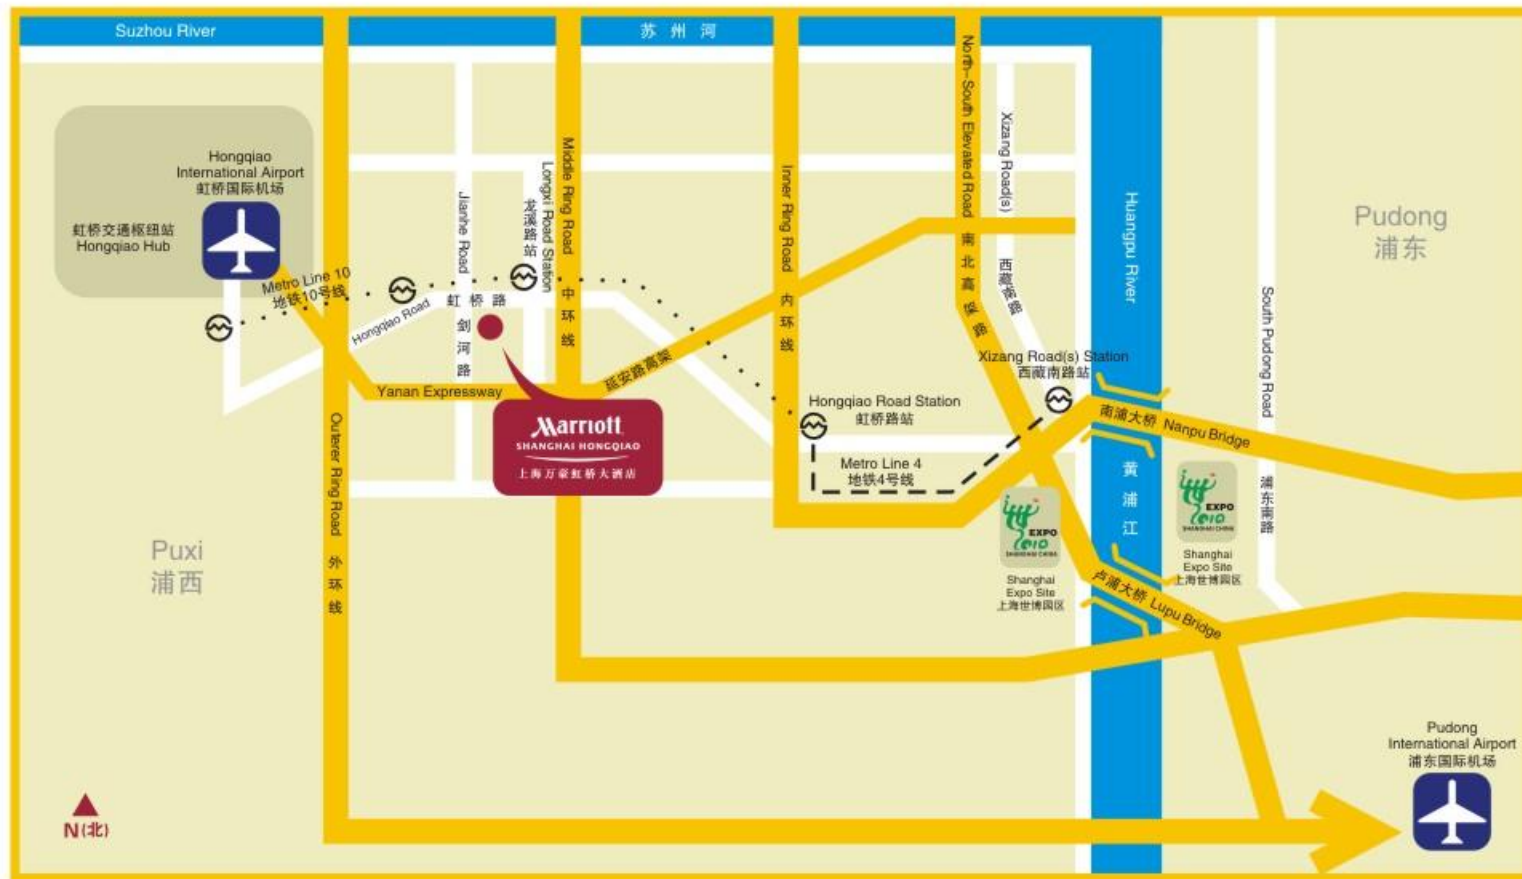 Suzhou River
苏州河
Hongqiao
International Airport
虹桥国际机场
虹桥交通枢纽站
Hongqiao Hub
Metro Line 10
地铁10号线
Hongqiao Road
虹桥路
Jianhe Road
剑河路
龙溪路站
Longxi Road Station
Middle Ring Road
中环线
Yanan Expressway
延安路高架
Marriott
SHANGHAI HONGQIAO
上海万豪虹桥大酒店
Outerer Ring Road
外环线
Inner Ring Road
内环线
North-South Elevated Road
南北高架路
Xizang Road(s)
西藏南路
Xizang Road(s) Station
西藏南路站
Hongqiao Road Station
虹桥路站
Metro Line 4
地铁4号线
Huangpu River
黄浦江
南浦大桥 Nanpu Bridge
卢浦大桥 Lupu Bridge
EXPO
2010
SHANGHAI CHINA
Shanghai
Expo Site
上海世博园区
EXPO
2010
SHANGHAI CHINA
Shanghai
Expo Site
上海世博园区
South Pudong Road
浦东南路
Pudong
浦东
Puxi
浦西
Pudong
International Airport
浦东国际机场
N(北)